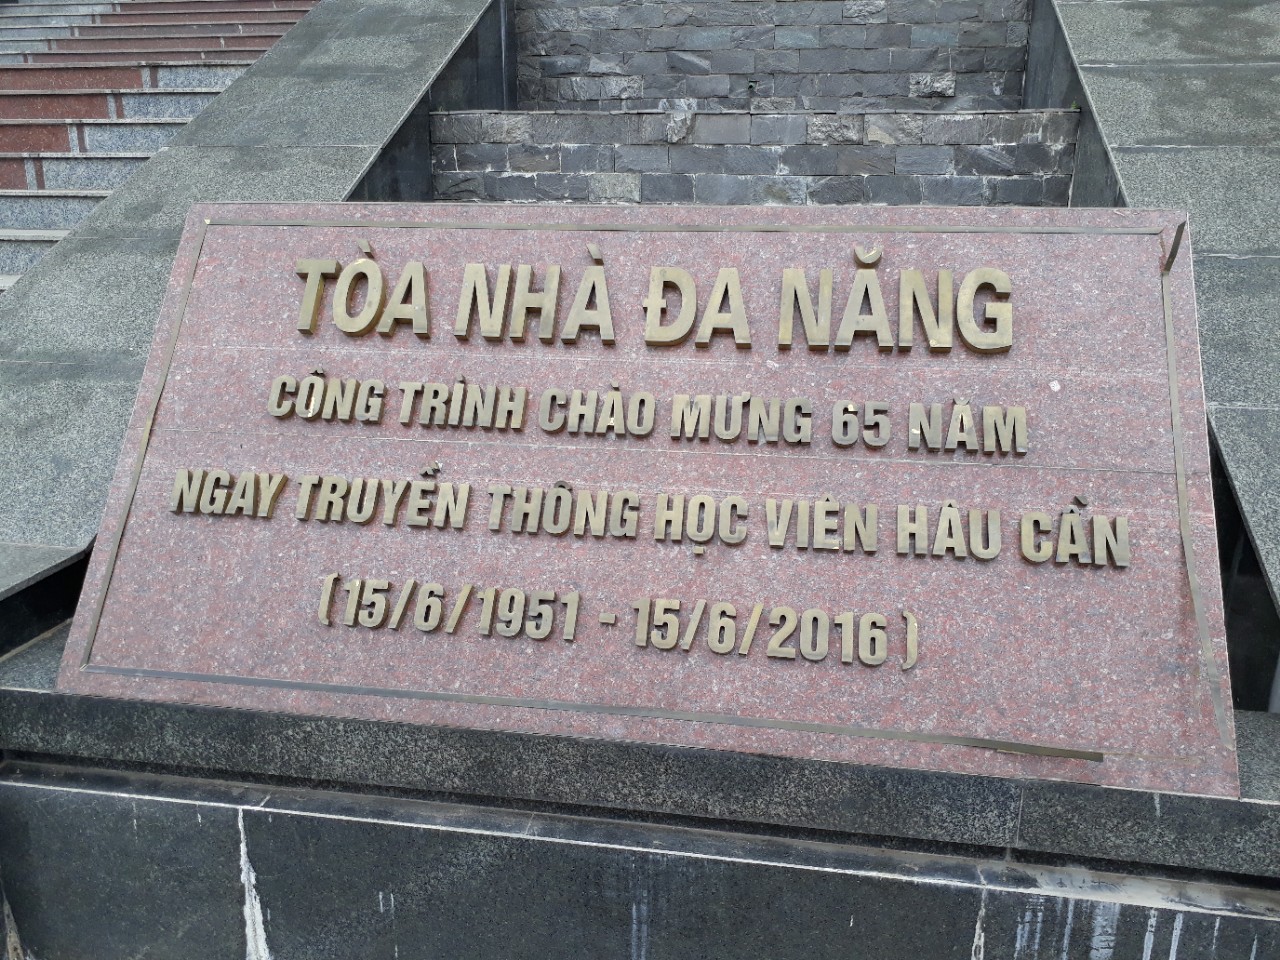 TÒA NHÀ ĐA NĂNG
CÔNG TRÌNH CHÀO MƯNG 65 NĂM
NGAY TRUYỀN THÔNG HỌC VIÊN HÂU CẦN
(15/6/1951 - 15/6/2016)